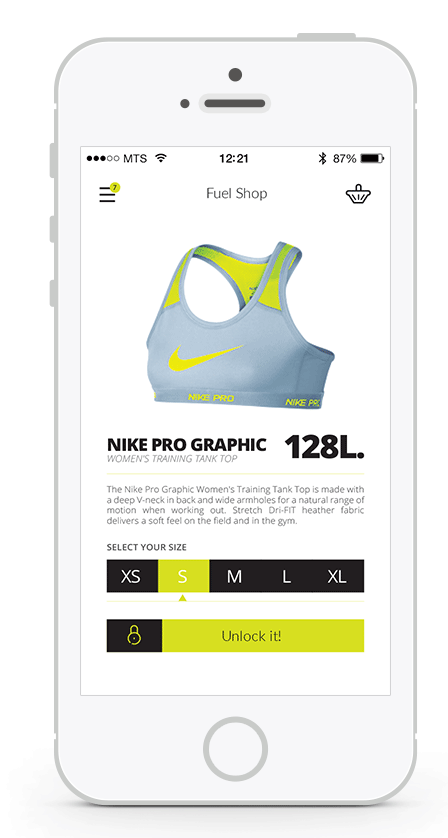 MTS 12:21 87%
7
Fuel Shop
NIKE PRO
NIKE PRO
NIKE PRO GRAPHIC 128L.
WOMEN'S TRAINING TANK TOP
The Nike Pro Graphic Women's Training Tank Top is made with
a deep V-neck in back and wide armholes for a natural range of
motion when working out. Stretch Dri-FIT heather fabric
delivers a soft feel on the field and in the gym.
SELECT YOUR SIZE
XS S M L XL
Unlock it!